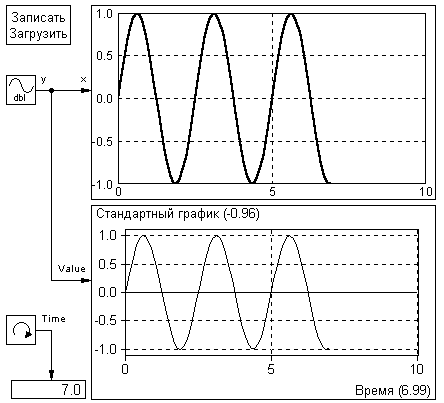 Записать
Загрузить
1.0
0.5
0.0
-0.5
-1.0
0 5 10
y x
dbl
Стандартный график (-0.96)
1.0
0.5
0.0
-0.5
-1.0
0 5 10
Время (6.99)
Value
Time
7.0